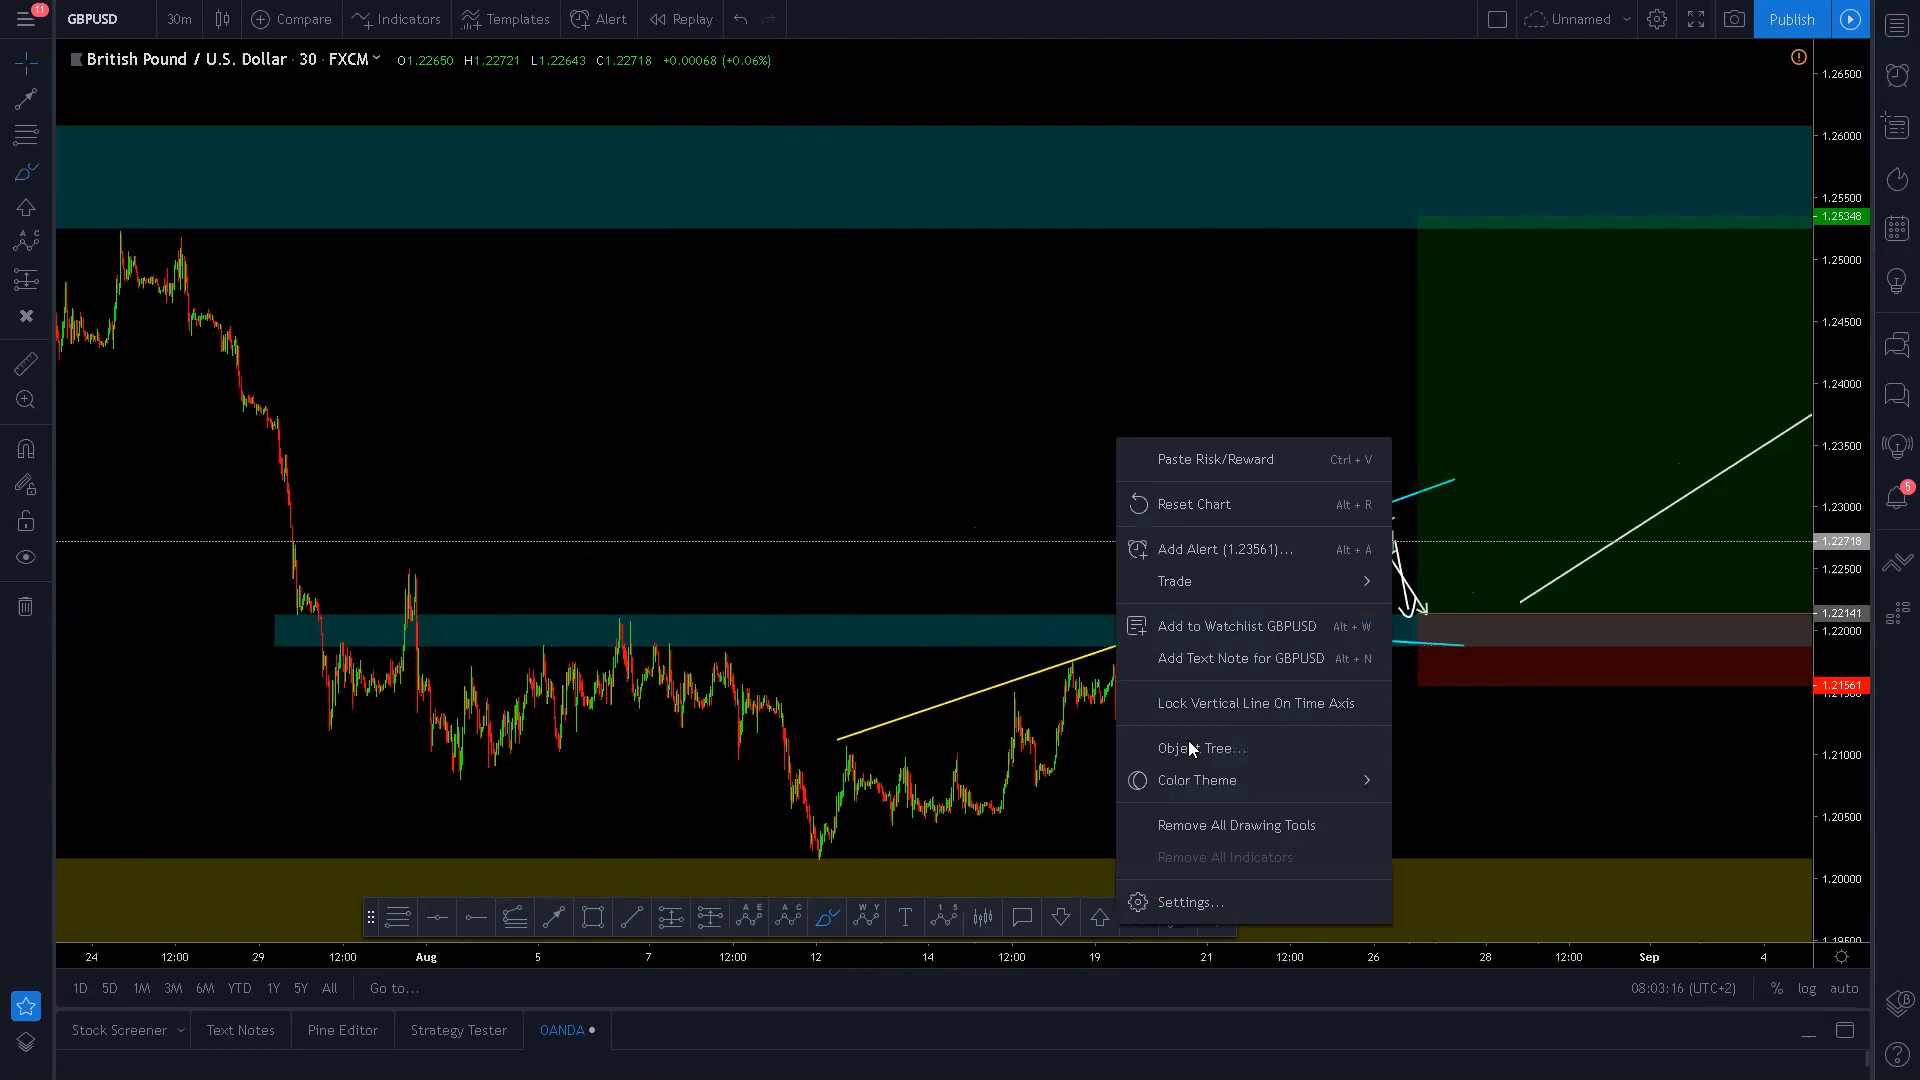 11
GBPUSD
30m
Compare
Indicators
Templates
Alert
Replay
Unnamed
Publish
British Pound / U.S. Dollar · 30 · FXCM
O1.22650 H1.22721 L1.22643 C1.22718 +0.00068 (+0.06%)
1.26500
1.26000
1.25500
1.25348
1.25000
1.24500
1.24000
1.23500
1.23000
1.22718
1.22500
1.22141
1.22000
1.21561
1.21000
1.20500
1.20000
5
Paste Risk/Reward Ctrl + V
Reset Chart Alt + R
Add Alert (1.23561)... Alt + A
Trade
Add to Watchlist GBPUSD Alt + W
Add Text Note for GBPUSD Alt + N
Lock Vertical Line On Time Axis
Object Tree...
Color Theme
Remove All Drawing Tools
Remove All Indicators
Settings...
24 12:00 29 12:00 Aug 5 7 12:00 12 14 12:00 19 21 12:00 26 28 12:00 Sep 4
1D 5D 1M 3M 6M YTD 1Y 5Y All Go to...
08:03:16 (UTC+2) % log auto
Stock Screener Text Notes Pine Editor Strategy Tester OANDA